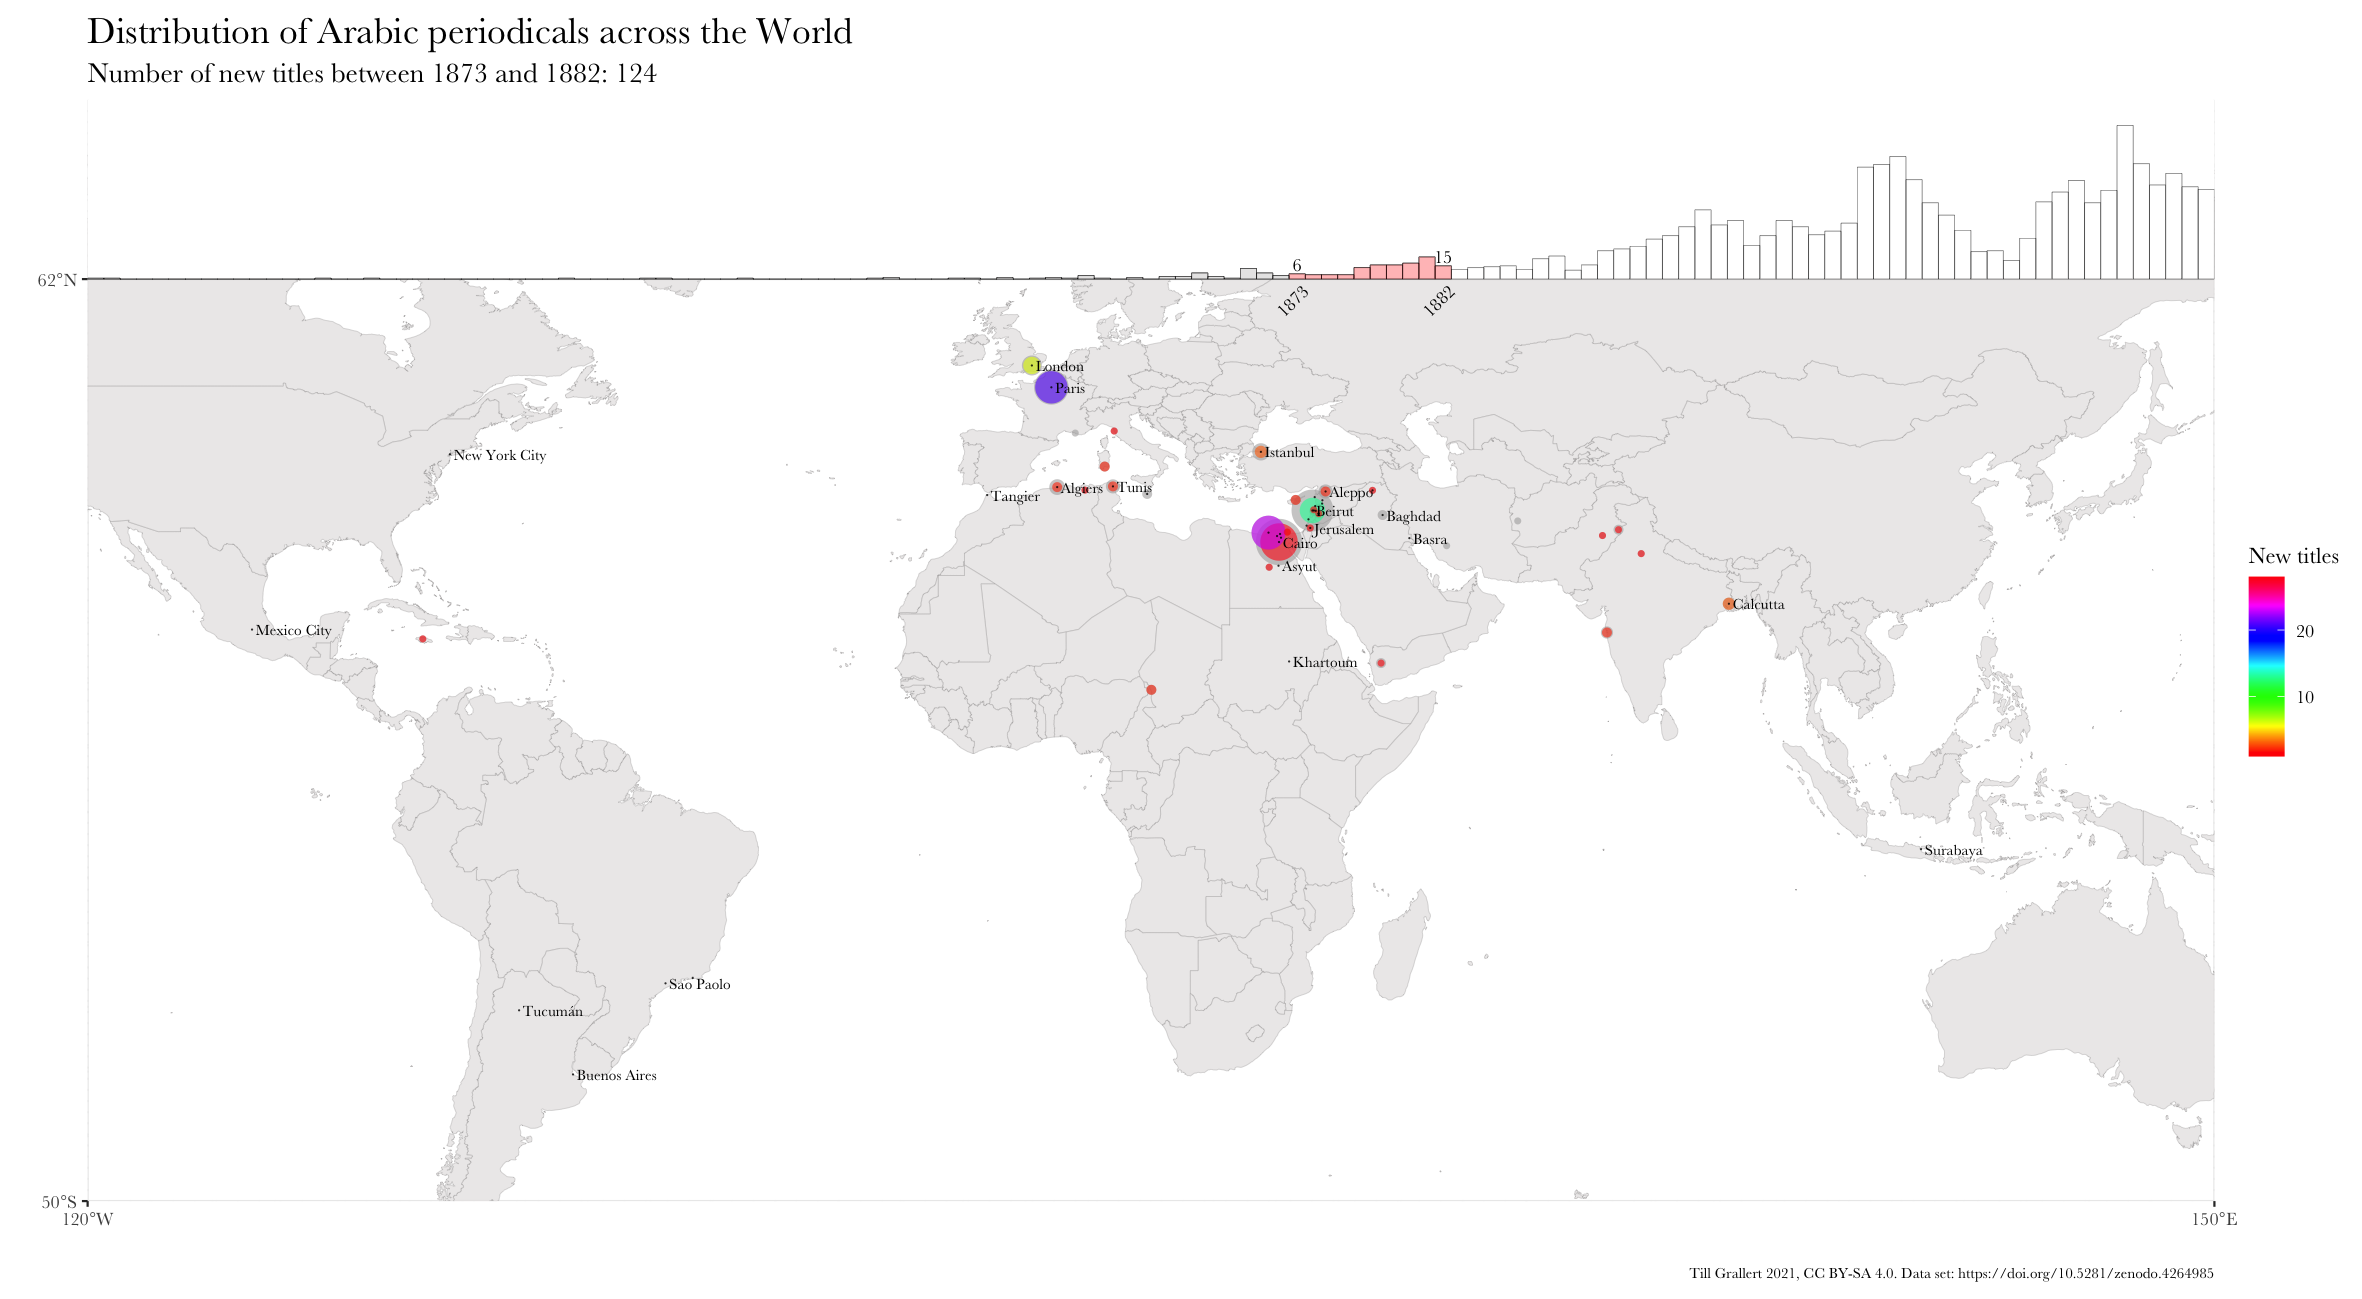 Distribution of Arabic periodicals across the World
Number of new titles between 1873 and 1882: 124
6
15
62°N
1873
1882
London
Paris
New York City
Istanbul
Tangier
Algiers
Tunis
Aleppo
Beirut
Baghdad
Jerusalem
Basra
Cairo
Asyut
New titles
20
10
Calcutta
Mexico City
Khartoum
Surabaya
Sao Paolo
Tucumán
Buenos Aires
50°S
120°W
150°E
Till Grallert 2021, CC BY-SA 4.0. Data set: https://doi.org/10.5281/zenodo.4264985